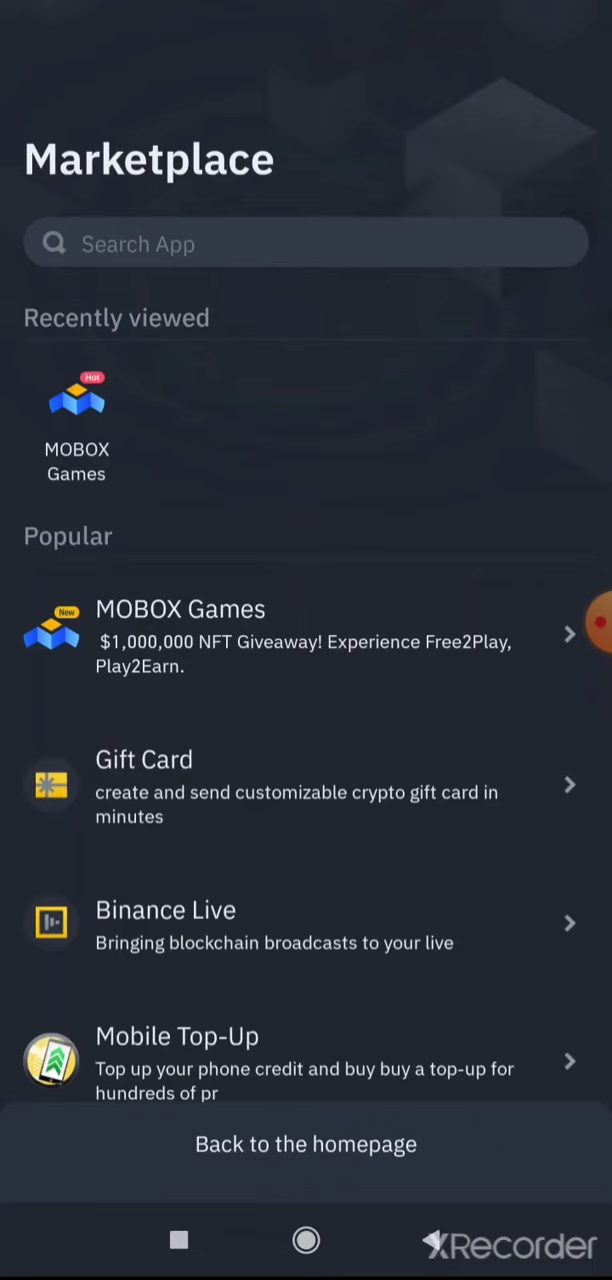 Marketplace
Search App
Recently viewed
Hot
MOBOX
Games
Popular
New
MOBOX Games
$1,000,000 NFT Giveaway! Experience Free2Play,
Play2Earn.
Gift Card
create and send customizable crypto gift card in
minutes
Binance Live
Bringing blockchain broadcasts to your live
Mobile Top-Up
Top up your phone credit and buy buy a top-up for
hundreds of pr
Back to the homepage
XRecorder